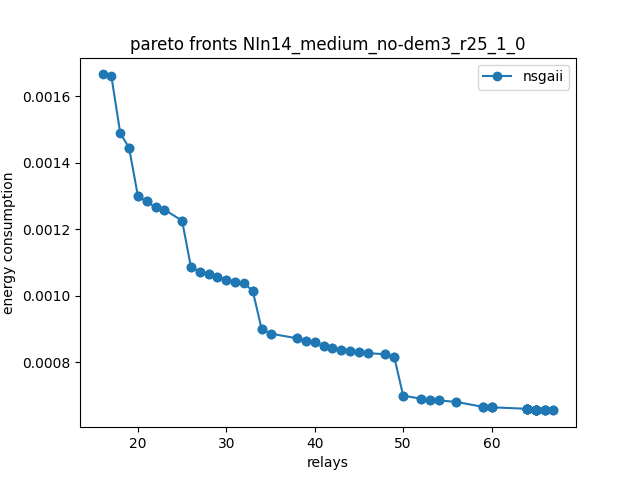 pareto fronts NIn14_medium_no-dem3_r25_1_0
nsgaii
energy consumption
0.0016
0.0014
0.0012
0.0010
0.0008
20 30 40 50 60
relays